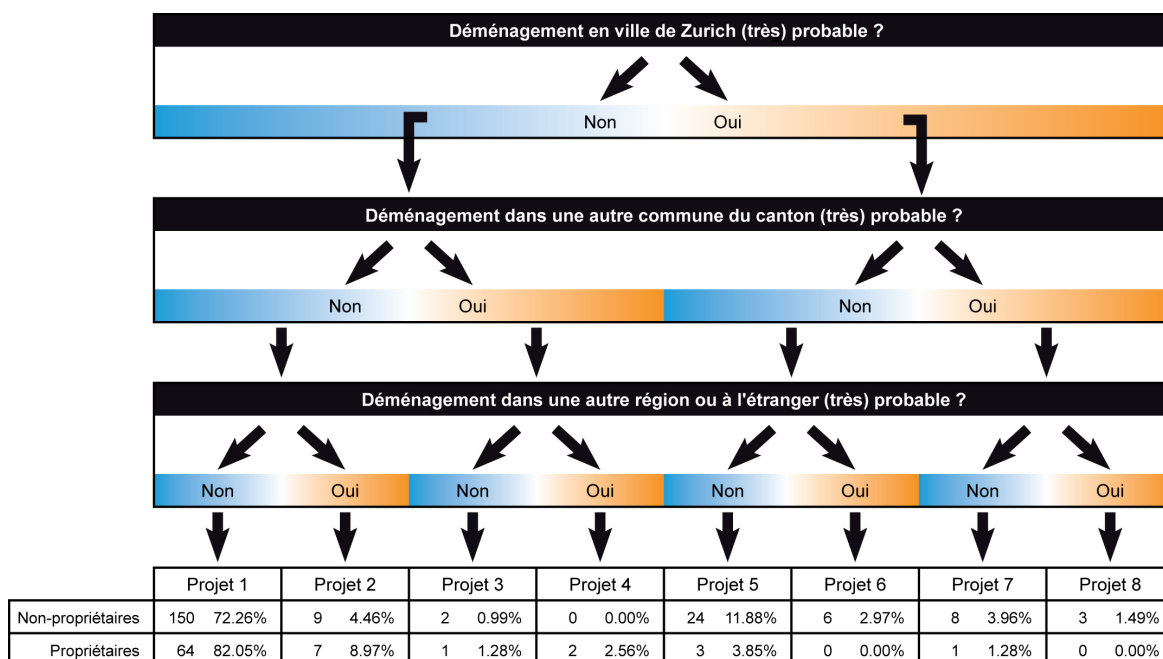 Déménagement en ville de Zurich (très) probable ?
Non Oui
Déménagement dans une autre commune du canton (très) probable ?
Non Oui Non Oui
Déménagement dans une autre région ou à l'étranger (très) probable ?
Non Oui Non Oui Non Oui Non Oui
Projet 1 Projet 2 Projet 3 Projet 4 Projet 5 Projet 6 Projet 7 Projet 8
Non-propriétaires 150 72.26% 9 4.46% 2 0.99% 0 0.00% 24 11.88% 6 2.97% 8 3.96% 3 1.49%
Propriétaires 64 82.05% 7 8.97% 1 1.28% 2 2.56% 3 3.85% 0 0.00% 1 1.28% 0 0.00%